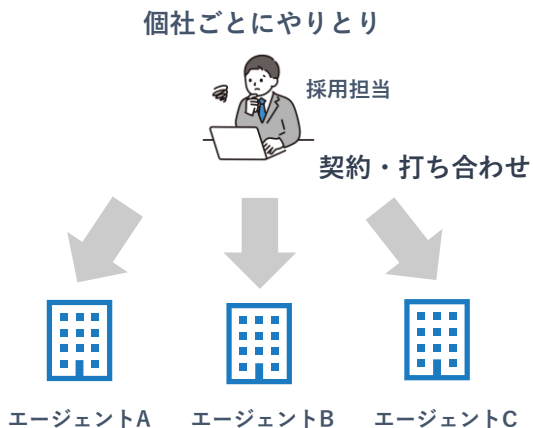 個社ごとにやりとり
採用担当
契約・打ち合わせ
エージェントA
エージェントB
エージェントC